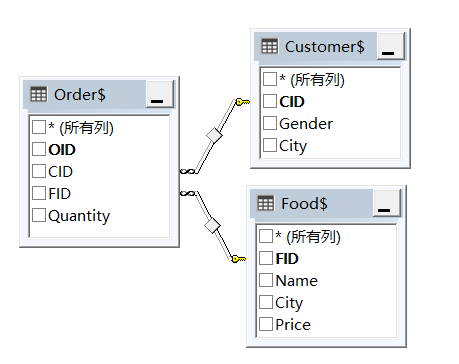 Order$
* (所有列)
OID
CID
FID
Quantity
Customer$
* (所有列)
CID
Gender
City
Food$
* (所有列)
FID
Name
City
Price